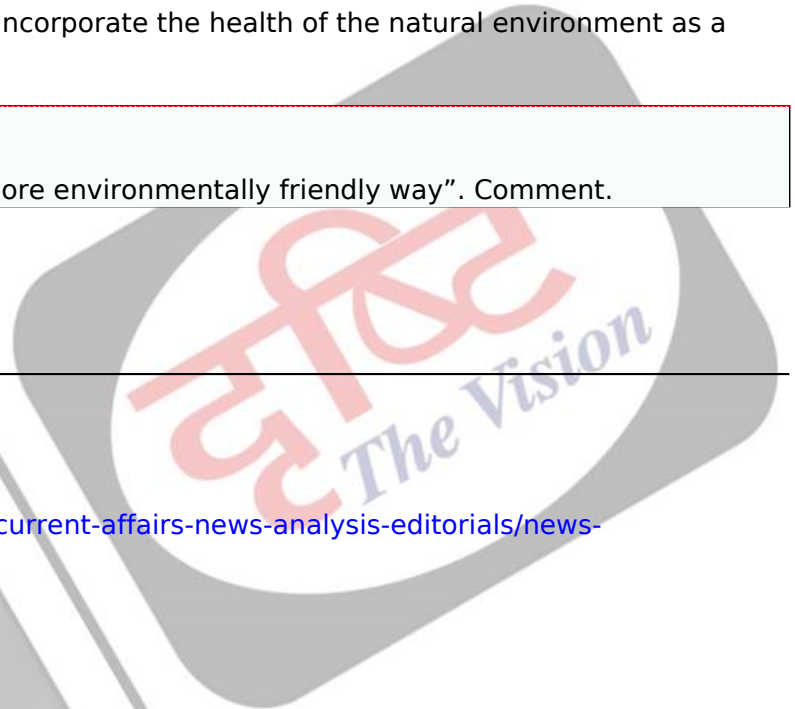 ncorporate the health of the natural environment as a
ore environmentally friendly way”. Comment.
दृष्टि
The Vision
current-affairs-news-analysis-editorials/news-